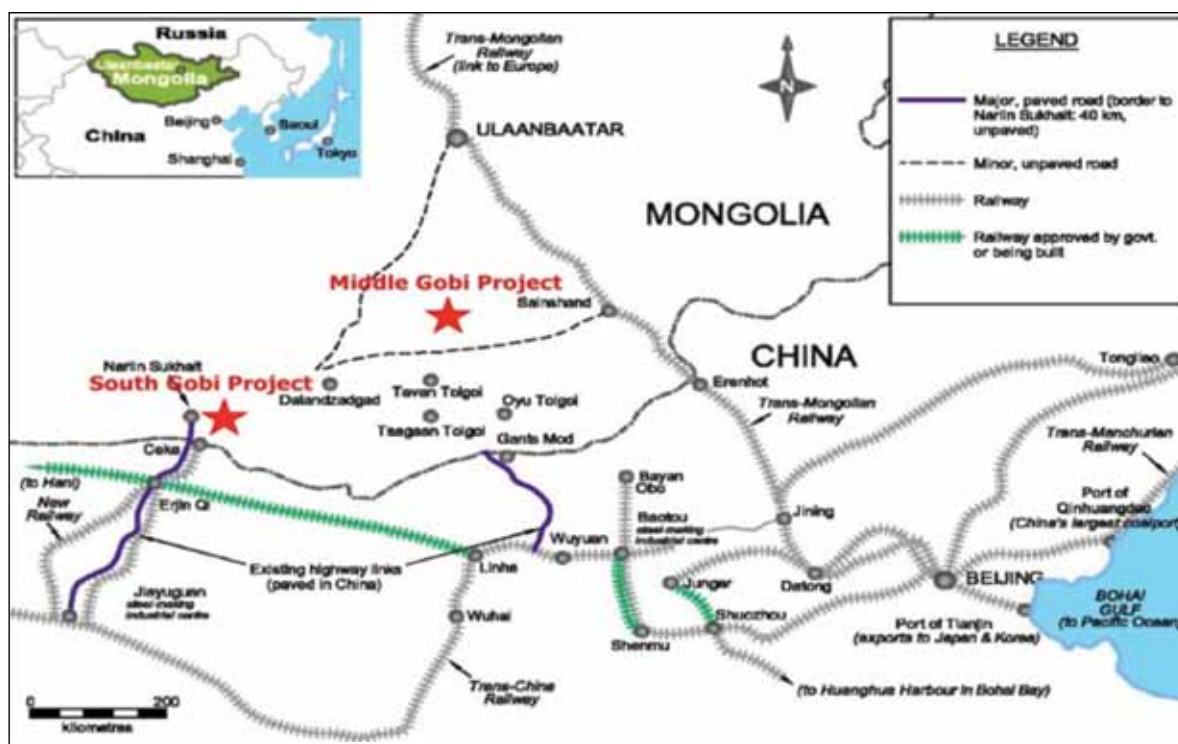 Russia
Ulaanbaatar
Mongolia
China
Beijing
Seoul
Shanghai
Tokyo
Trans-Mongolian
Railway
(link to Europe)
N
ULAANBAATAR
MONGOLIA
LEGEND
Major, paved road (border to
Nariin Sukhait: 40 km,
unpaved)
Minor, unpaved road
Railway
Railway approved by govt.
or being built
Middle Gobi Project
Sainshand
Nariin Sukhait
South Gobi Project
Dalandzadgad
Tavan Tolgoi
Tsagaan Tolgoi
Oyu Tolgoi
Gants Mod
CHINA
Erenhot
Trans-Mongolian
Railway
Tongliao
Trans-Manchurian
Railway
Ceke
(to Hami)
New
Railway
Erjin
Existing highway links
(paved in China)
Jiayuguan
steel making
industrial centre
Linhe
Wuyuan
Bayan
Obo
Baotou
steel making
industrial centre
Jining
Port of
Qinhuangdao
(China's largest coalport)
Wuhai
Shenmu
Jungar
Shuozhou
Datong
BEIJING
Port of Tianjin
(exports to Japan & Korea)
BOHAI
GULF
(to Pacific Ocean)
Trans-China
Railway
(to Huanghua Harbour in Bohai Bay)
0 200
kilometres